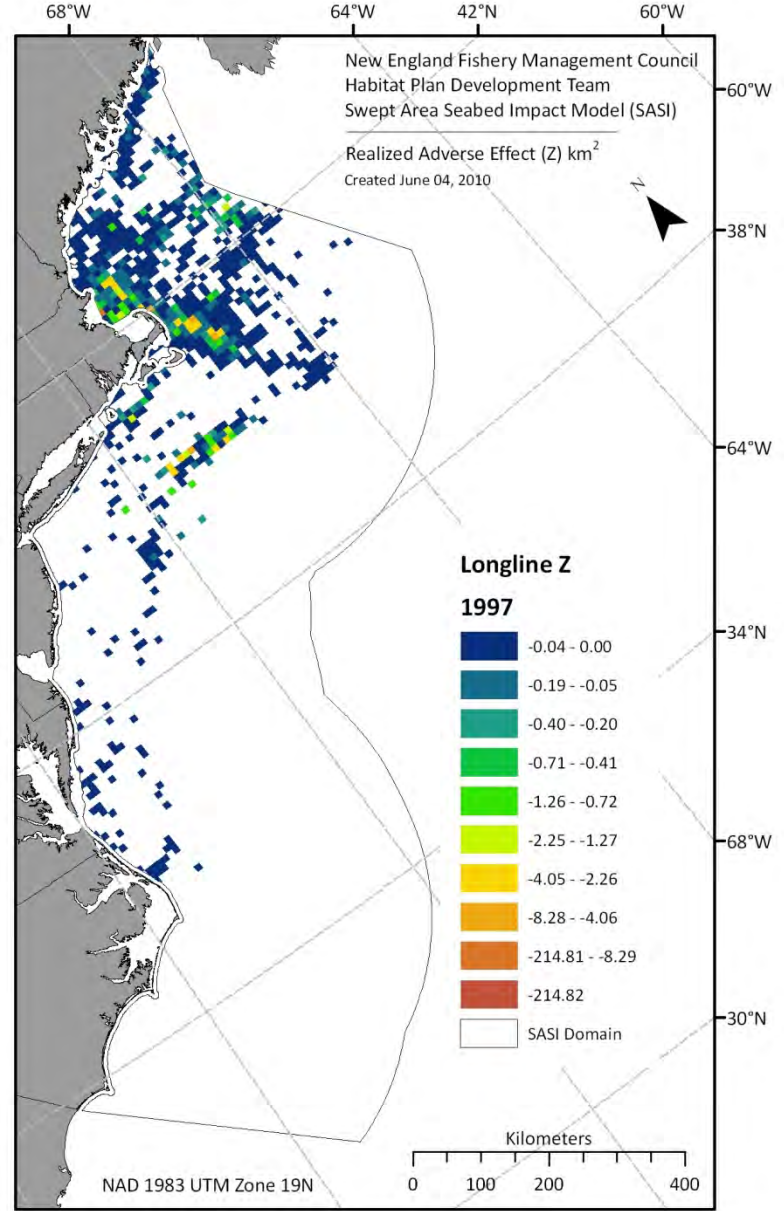 68°W
64°W
42°N
60°W
New England Fishery Management Council
Habitat Plan Development Team
Swept Area Seabed Impact Model (SASI)
Realized Adverse Effect (Z) km²
Created June 04, 2010
N
60°W
38°N
64°W
34°N
68°W
30°N
Longline Z
1997
-0.04 - 0.00
-0.19 - -0.05
-0.40 - -0.20
-0.71 - -0.41
-1.26 - -0.72
-2.25 - -1.27
-4.05 - -2.26
-8.28 - -4.06
-214.81 - -8.29
-214.82
SASI Domain
Kilometers
0 100 200 400
NAD 1983 UTM Zone 19N